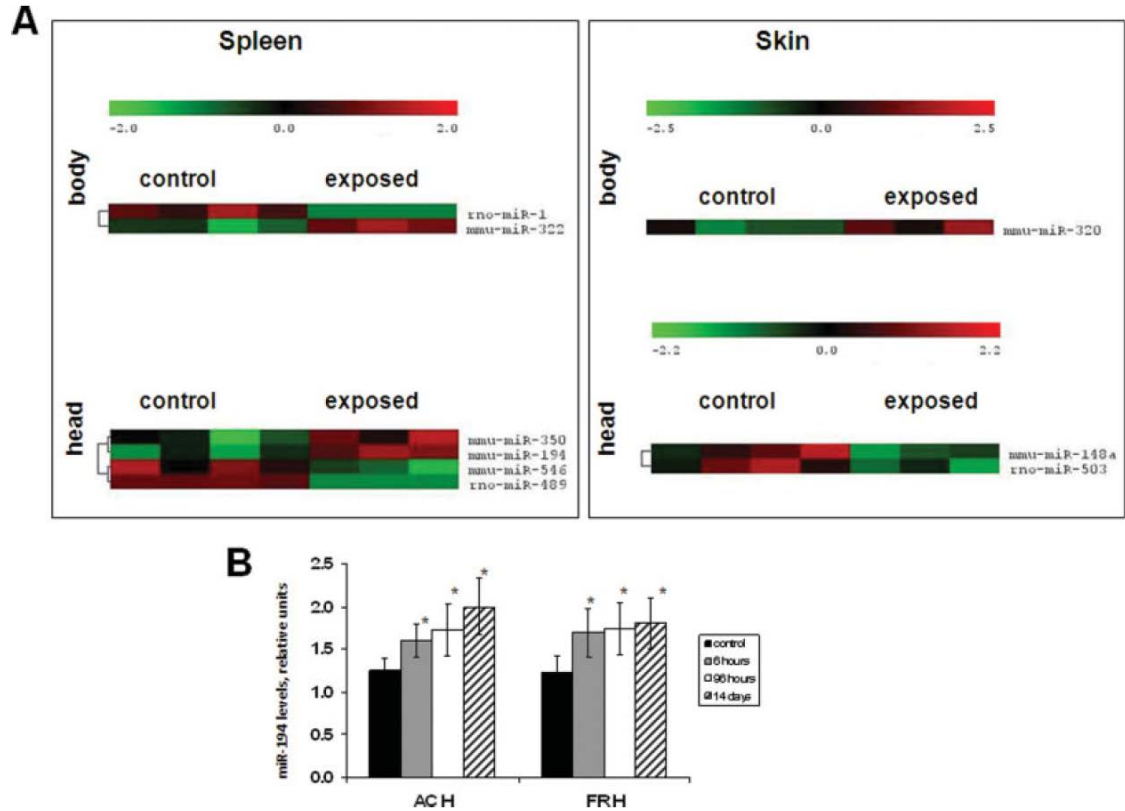 A
Spleen
-2.0 0.0 2.0
body
control exposed
rno-miR-1
mmu-miR-322
head
control exposed
mmu-miR-350
mmu-miR-194
mmu-miR-546
rno-miR-489
Skin
-2.5 0.0 2.5
body
control exposed
mmu-miR-320
-2.2 0.0 2.2
head
control exposed
mmu-miR-148a
rno-miR-503
B
miR-194 levels, relative units
2.5
2.0
1.5
1.0
0.5
0.0
* * * * * *
ACH FRH
control
6 hours
96 hours
14 days